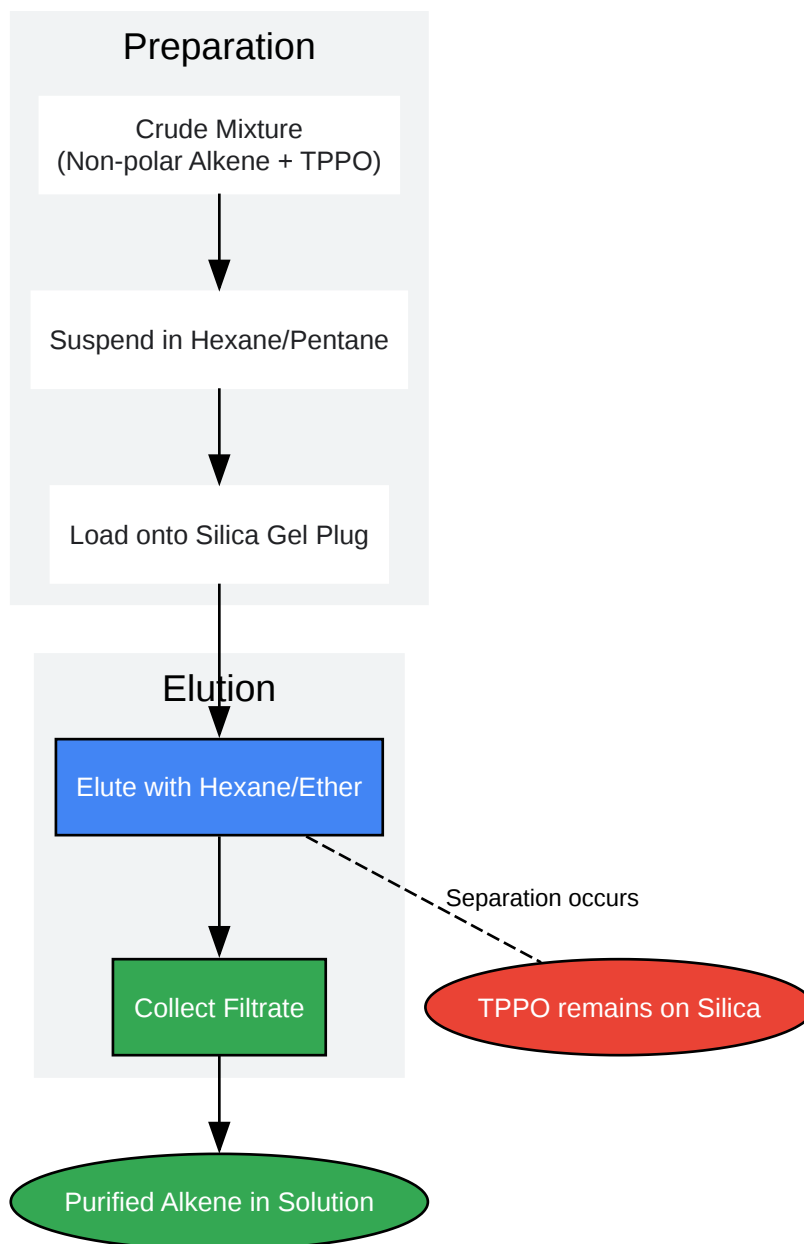 Preparation
Crude Mixture
(Non-polar Alkene + TPPO)
Suspend in Hexane/Pentane
Load onto Silica Gel Plug
Elution
Elute with Hexane/Ether
Separation occurs
Collect Filtrate
TPPO remains on Silica
Purified Alkene in Solution